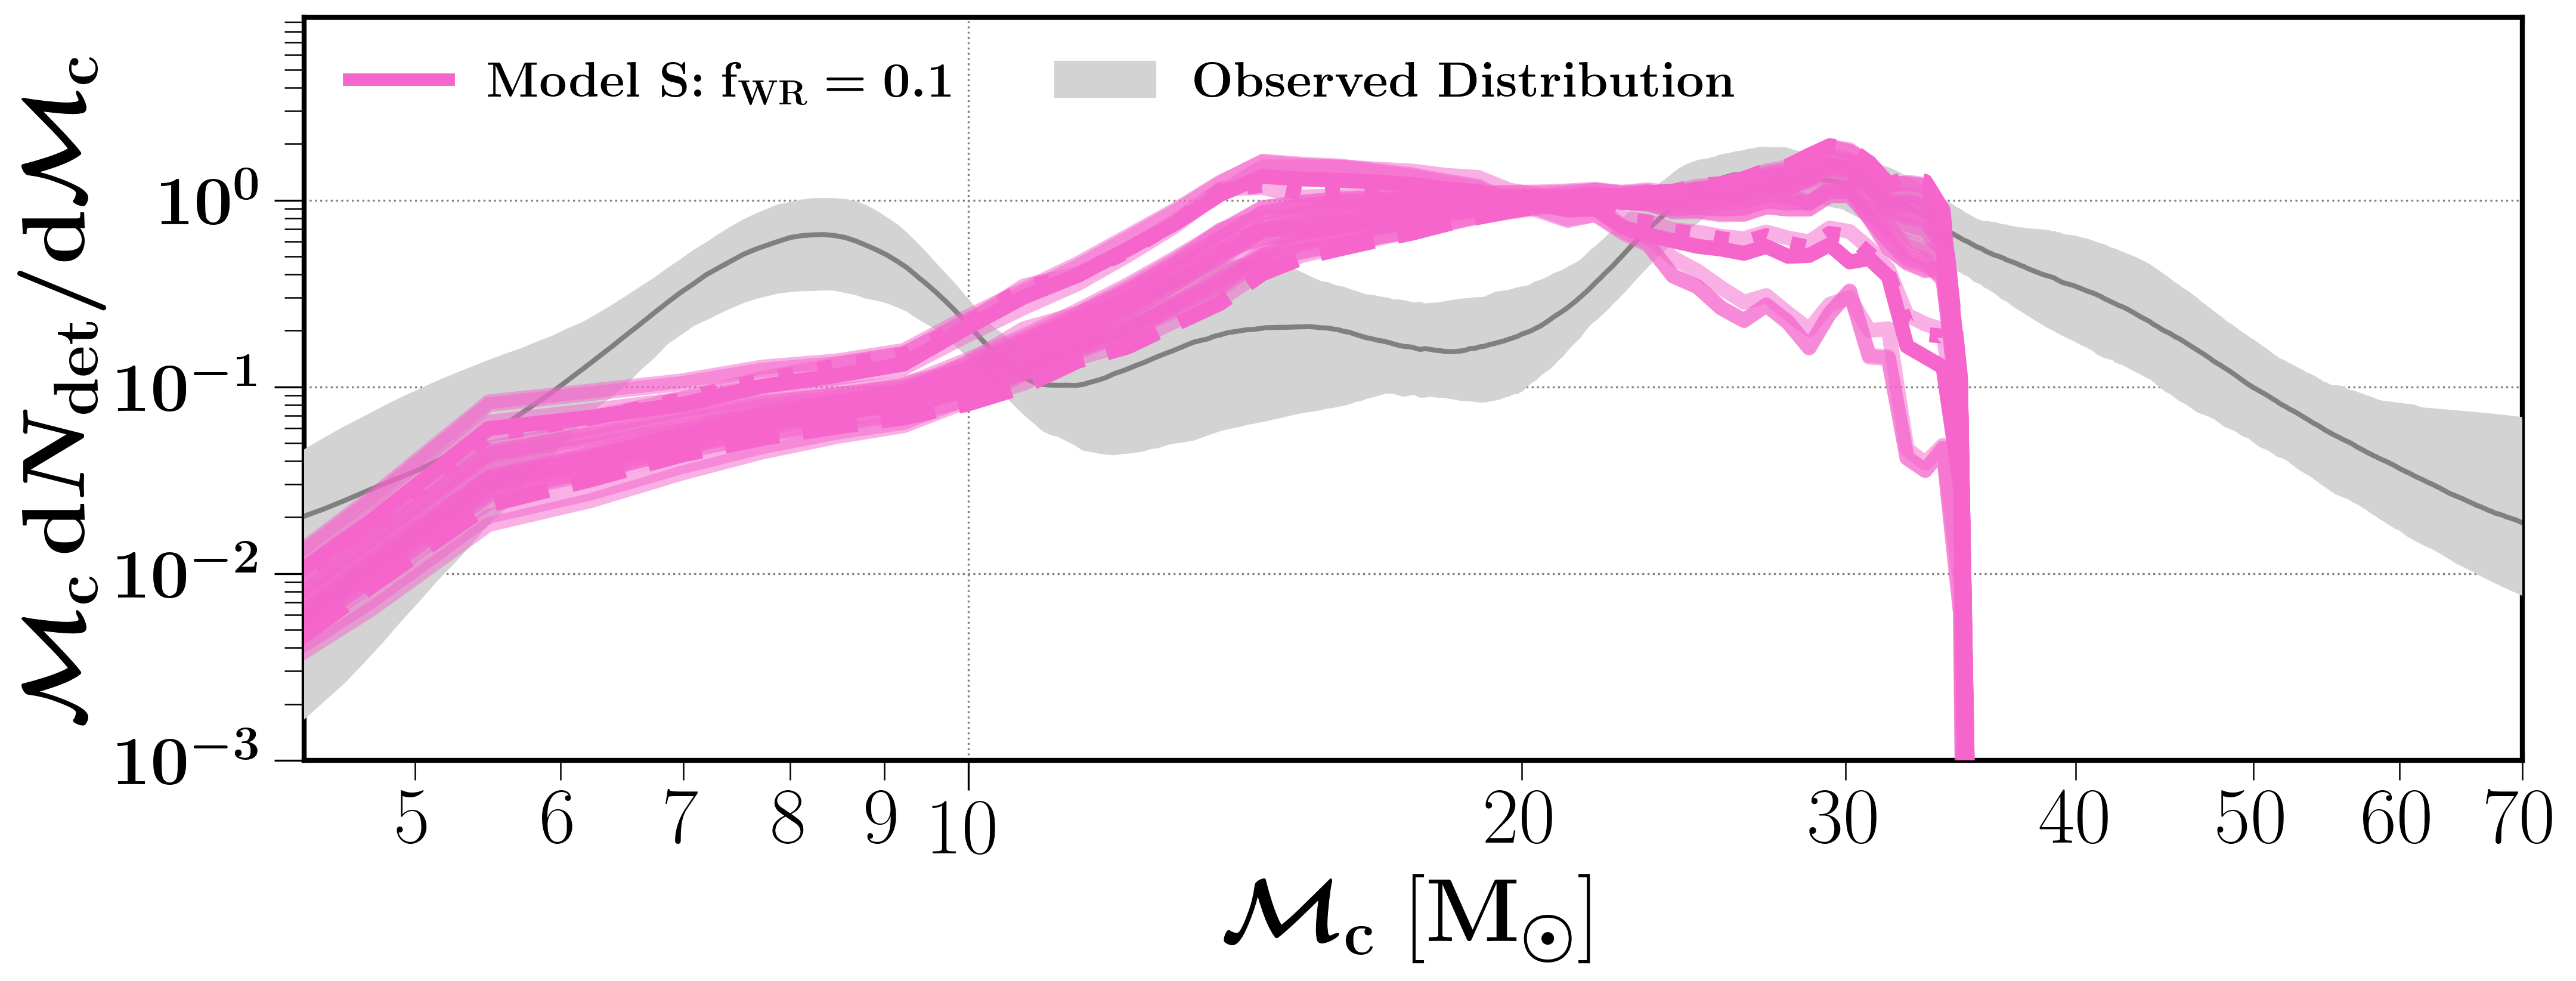 Model S: f_WR = 0.1
Observed Distribution
ℳ_c dN_det/dℳ_c
10^0
10^−1
10^−2
10^−3
5 6 7 8 9 10 20 30 40 50 60 70
ℳ_c [M_⊙]